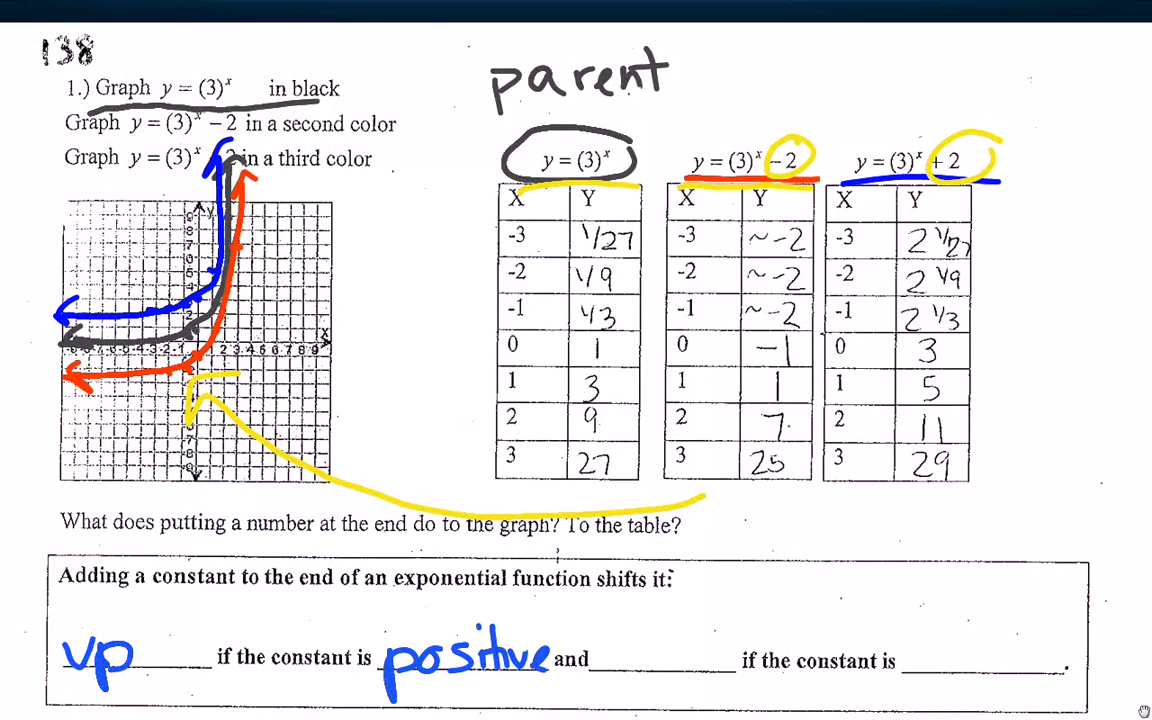 138
1.) Graph y = (3)ˣ in black
parent
Graph y = (3)ˣ − 2 in a second color
Graph y = (3)ˣ 2 in a third color
y = (3)ˣ
X Y
-3 1/27
-2 1/9
-1 1/3
0 1
1 3
2 9
3 27
y = (3)ˣ − 2
X Y
-3 ~-2
-2 ~-2
-1 ~-2
0 -1
1 1
2 7
3 25
y = (3)ˣ + 2
X Y
-3 2 1/27
-2 2 1/9
-1 2 1/3
0 3
1 5
2 11
3 29
What does putting a number at the end do to the graph? To the table?
Adding a constant to the end of an exponential function shifts it:
up if the constant is positive and if the constant is .